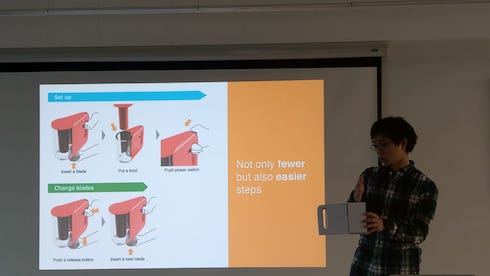 Set up
Insert a blade
Put a food
Push power switch
Change blades
Push a release button
Insert a new blade
Not only fewer
but also easier
steps